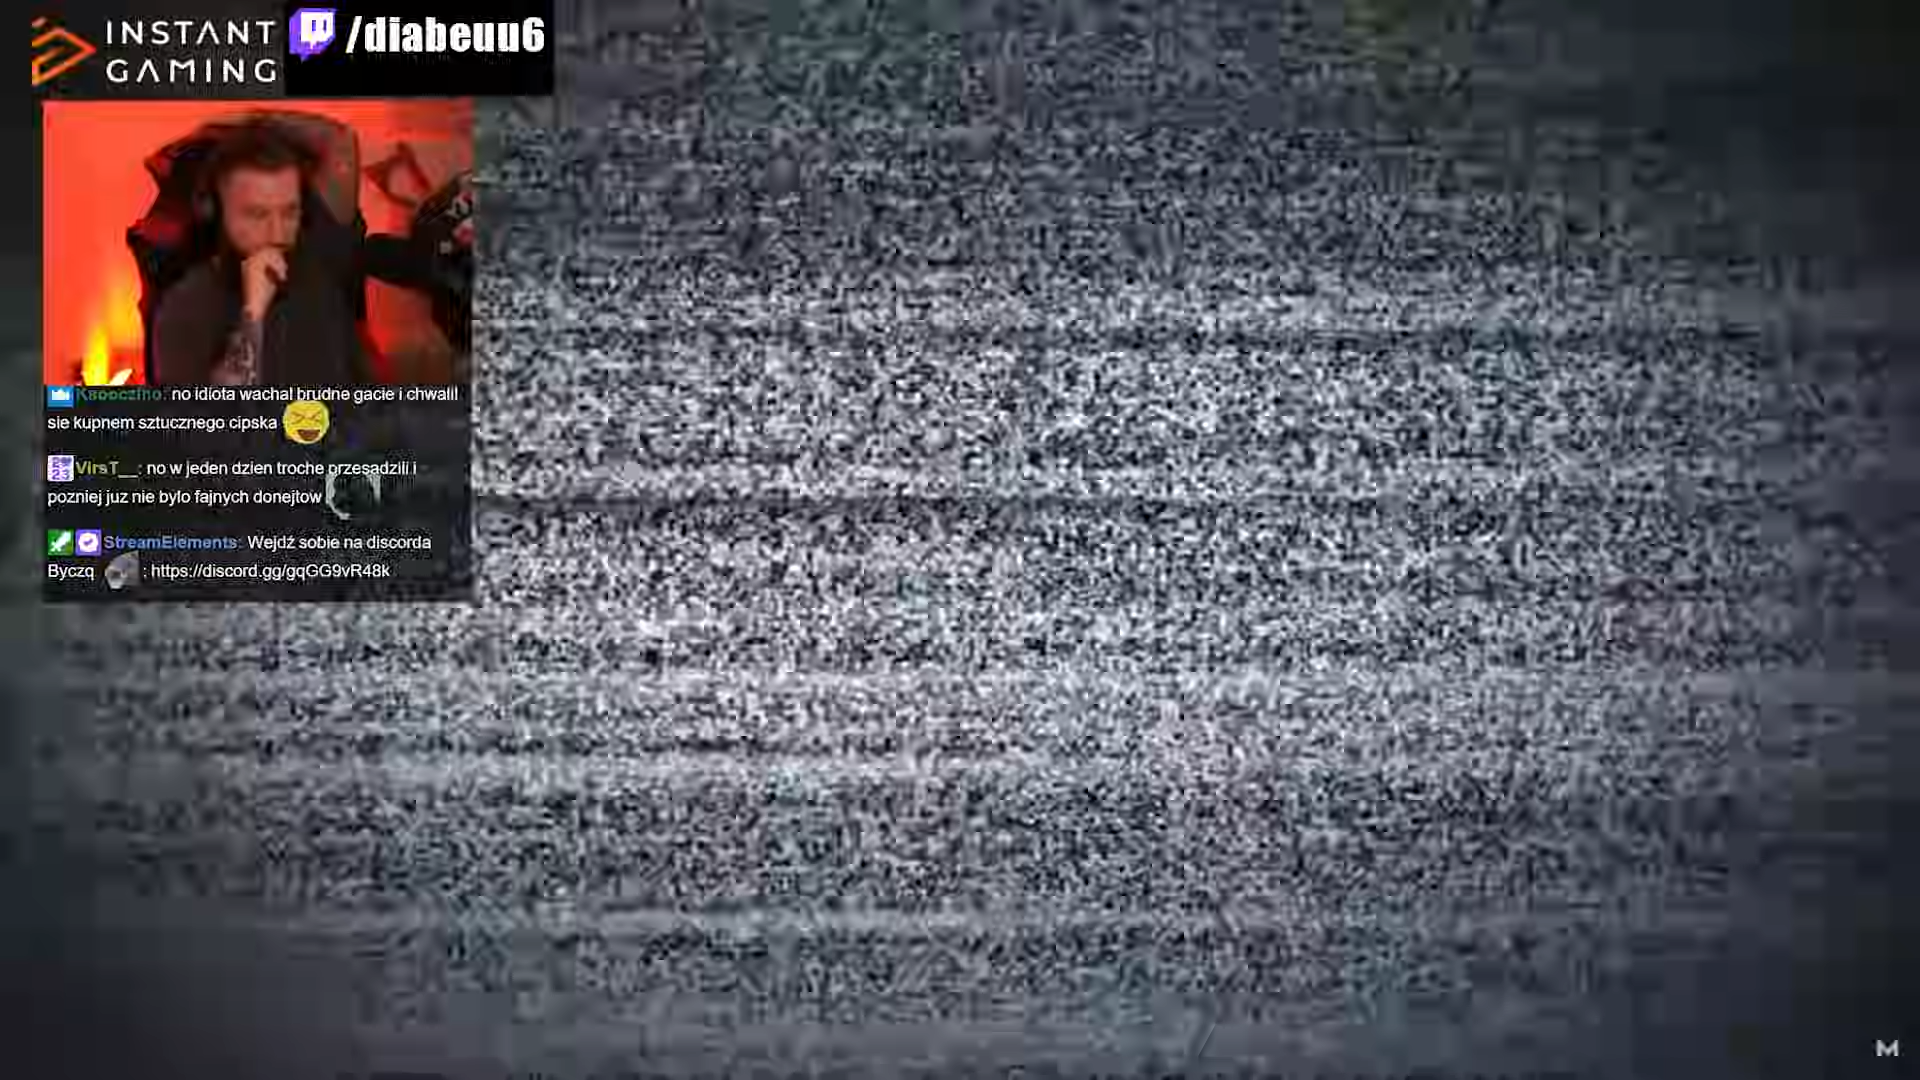 INSTANT
GAMING
/diabeuu6
Ksooczino: no idiota wachal brudne gacie i chwalil
sie kupnem sztucznego cipska
VirsT__: no w jeden dzien troche przesadzili i
pozniej juz nie bylo fajnych donejtow
StreamElements: Wejdź sobie na discorda
Byczq : https://discord.gg/gqGG9vR48k
M